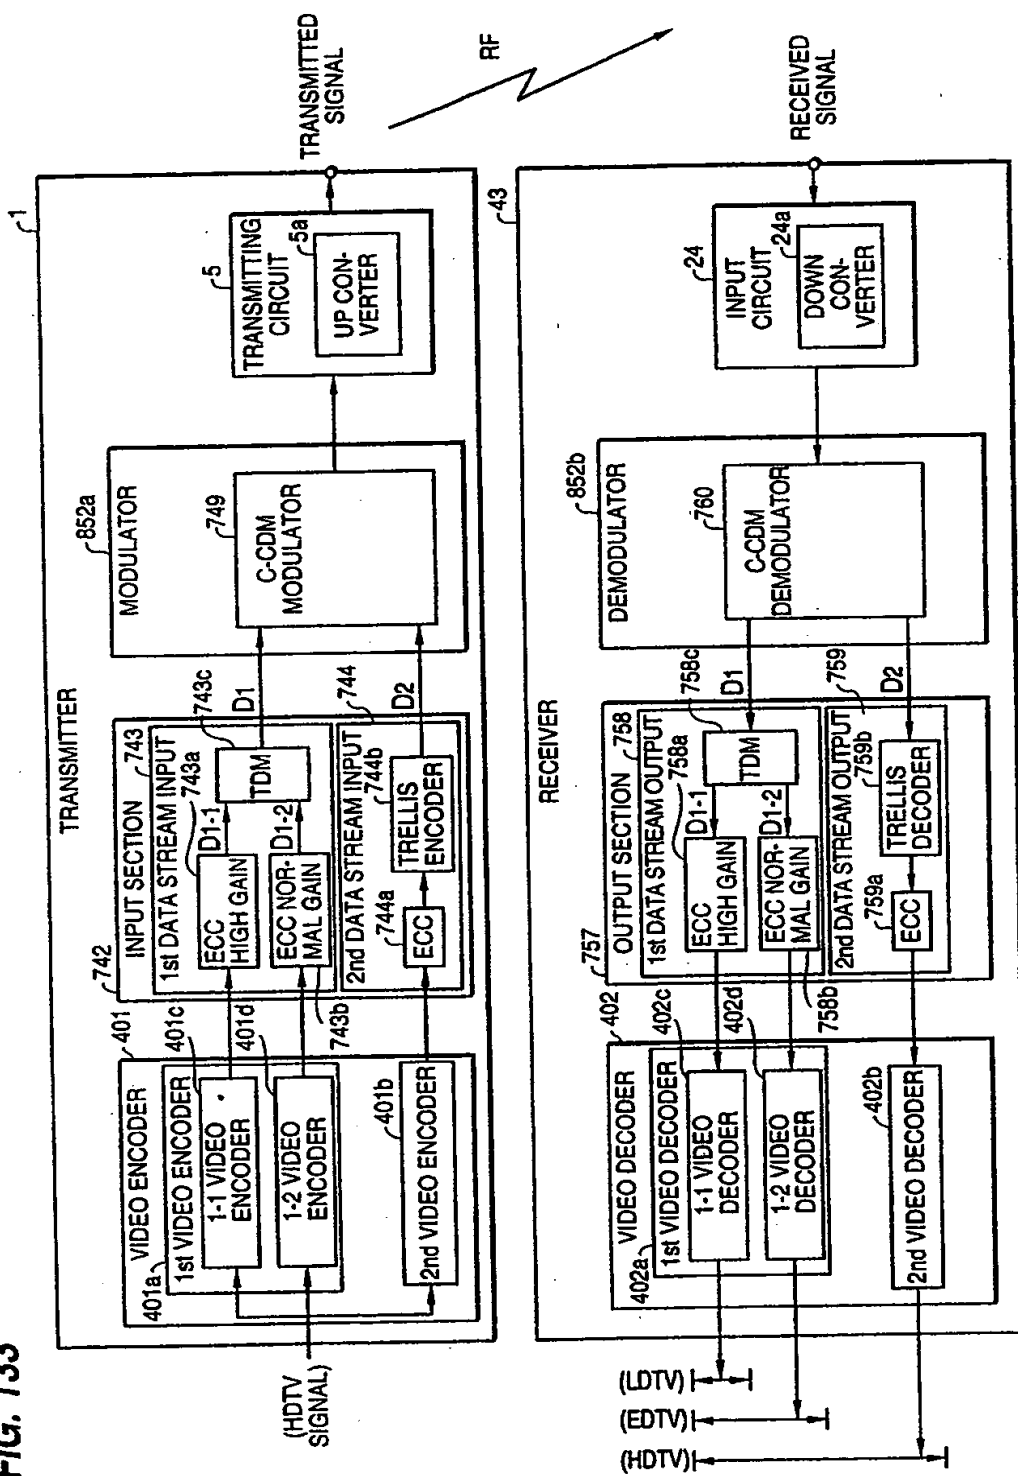 FIG. 133
TRANSMITTER
1
(HDTV
SIGNAL)
VIDEO ENCODER
401
401a
1st VIDEO ENCODER
401c
1-1 VIDEO
ENCODER
401d
1-2 VIDEO
ENCODER
401b
2nd VIDEO ENCODER
742
INPUT SECTION
743
1st DATA STREAM INPUT
743a
ECC
HIGH GAIN
D1-1
743c
TDM
ECC NOR-
MAL GAIN
D1-2
743b
2nd DATA STREAM INPUT
744
744a
ECC
744b
TRELLIS
ENCODER
D1
D2
852a
MODULATOR
749
C-CDM
MODULATOR
5
TRANSMITTING
CIRCUIT
5a
UP CON-
VERTER
TRANSMITTED
SIGNAL
RF
RECEIVER
43
RECEIVED
SIGNAL
24
INPUT
CIRCUIT
24a
DOWN
CON-
VERTER
852b
DEMODULATOR
760
C-CDM
DEMODULATOR
D1
D2
757
OUTPUT SECTION
758
1st DATA STREAM OUTPUT
758a
ECC
HIGH GAIN
D1-1
758c
TDM
ECC NOR-
MAL GAIN
D1-2
758b
2nd DATA STREAM OUTPUT
759
759a
ECC
759b
TRELLIS
DECODER
402
VIDEO DECODER
402a
1st VIDEO DECODER
402c
1-1 VIDEO
DECODER
402d
1-2 VIDEO
DECODER
402b
2nd VIDEO DECODER
(LDTV)
(EDTV)
(HDTV)